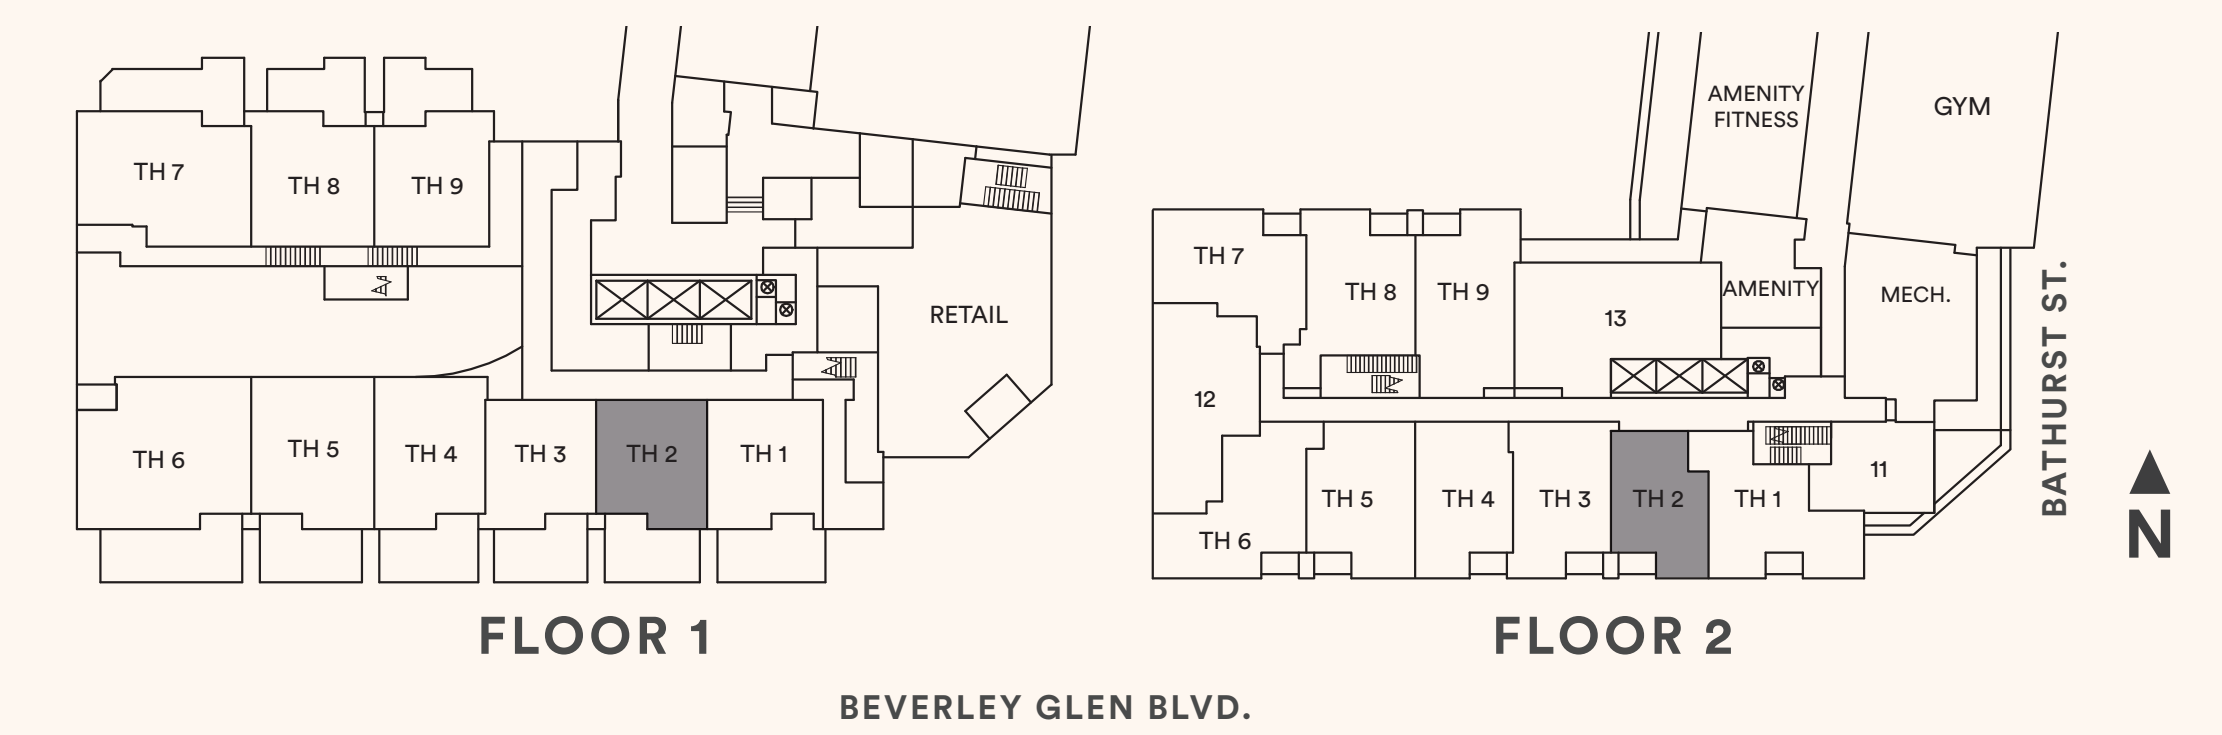 TH 7
TH 8
TH 9
RETAIL
TH 6
TH 5
TH 4
TH 3
TH 2
TH 1
FLOOR 1
AMENITY
FITNESS
GYM
TH 7
TH 8
TH 9
13
AMENITY
MECH.
12
11
TH 6
TH 5
TH 4
TH 3
TH 2
TH 1
FLOOR 2
BATHURST ST.
N
BEVERLEY GLEN BLVD.